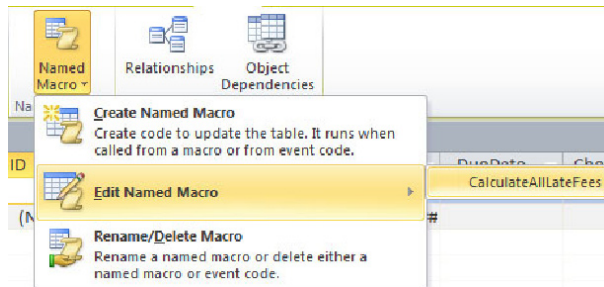 Named Macro
Relationships
Object Dependencies
Na
Create Named Macro
Create code to update the table. It runs when
called from a macro or from event code.
ID
Edit Named Macro
CalculateAllLateFees
(N
#
Rename/Delete Macro
Rename a named macro or delete either a
named macro or event code.